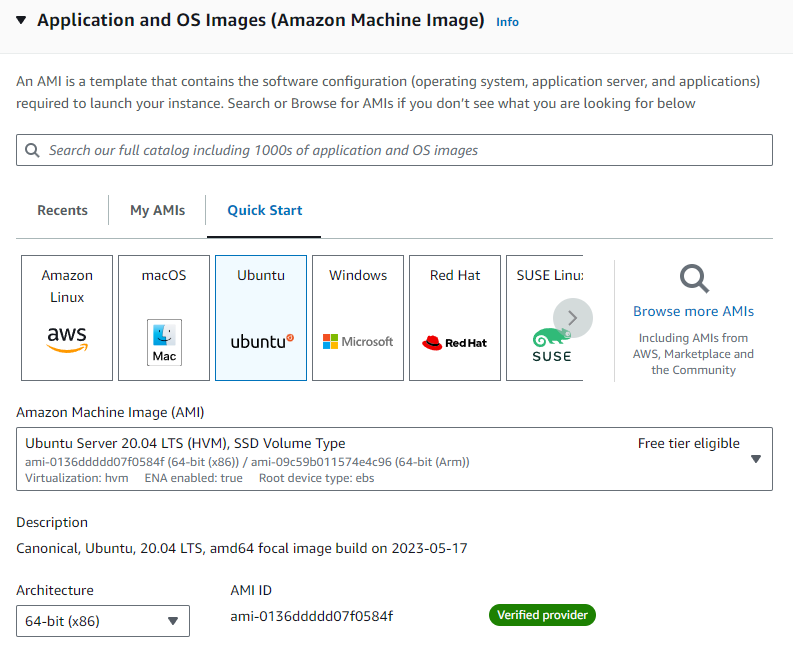 Application and OS Images (Amazon Machine Image) Info
An AMI is a template that contains the software configuration (operating system, application server, and applications)
required to launch your instance. Search or Browse for AMIs if you don't see what you are looking for below
Search our full catalog including 1000s of application and OS images
Recents My AMIs Quick Start
Amazon
Linux
aws
macOS
Mac
Ubuntu
ubuntu
Windows
Microsoft
Red Hat
Red Hat
SUSE Linu
SUSE
Browse more AMIs
Including AMIs from
AWS, Marketplace and
the Community
Amazon Machine Image (AMI)
Ubuntu Server 20.04 LTS (HVM), SSD Volume Type Free tier eligible
ami-0136ddddd07f0584f (64-bit (x86)) / ami-09c59b011574e4c96 (64-bit (Arm))
Virtualization: hvm ENA enabled: true Root device type: ebs
Description
Canonical, Ubuntu, 20.04 LTS, amd64 focal image build on 2023-05-17
Architecture AMI ID
64-bit (x86) ami-0136ddddd07f0584f Verified provider